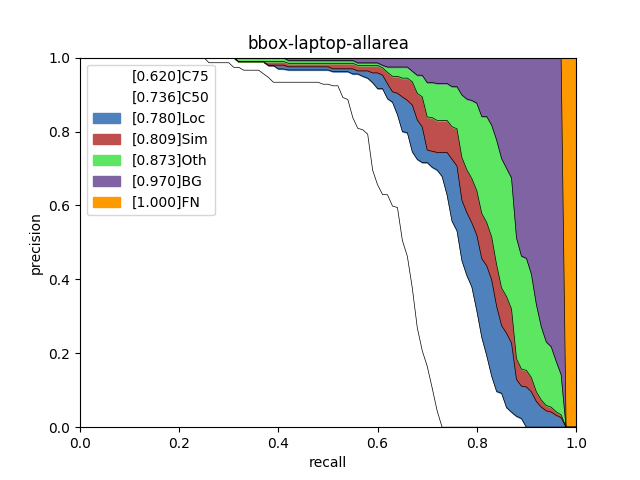 bbox-laptop-allarea
precision
1.0
0.8
0.6
0.4
0.2
0.0
[0.620]C75
[0.736]C50
[0.780]Loc
[0.809]Sim
[0.873]Oth
[0.970]BG
[1.000]FN
0.0 0.2 0.4 0.6 0.8 1.0
recall